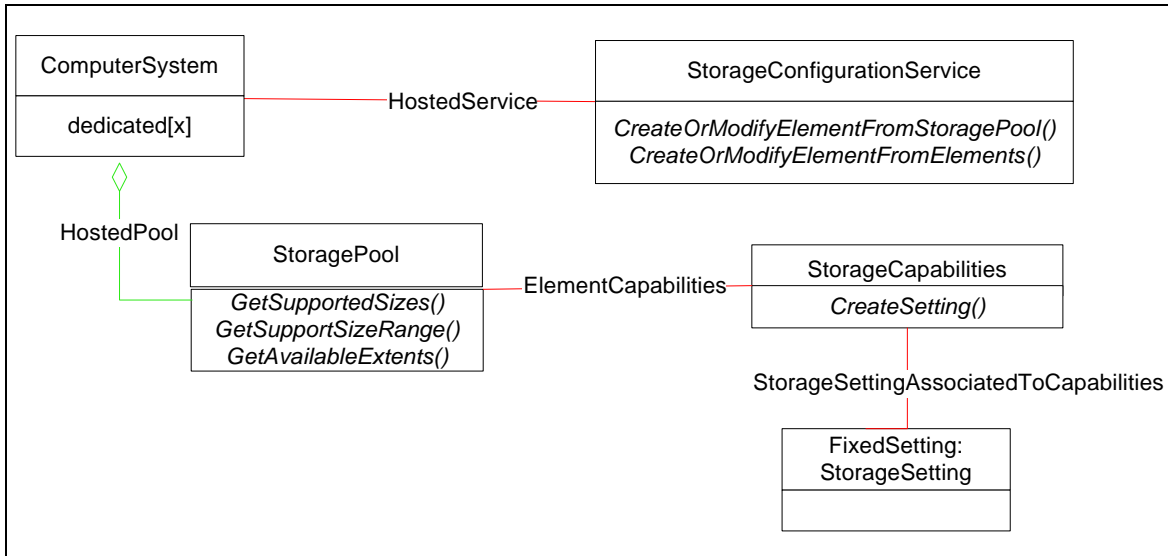 ComputerSystem
dedicated[x]
HostedService
StorageConfigurationService
CreateOrModifyElementFromStoragePool()
CreateOrModifyElementFromElements()
HostedPool
StoragePool
GetSupportedSizes()
GetSupportSizeRange()
GetAvailableExtents()
ElementCapabilities
StorageCapabilities
CreateSetting()
StorageSettingAssociatedToCapabilities
FixedSetting:
StorageSetting